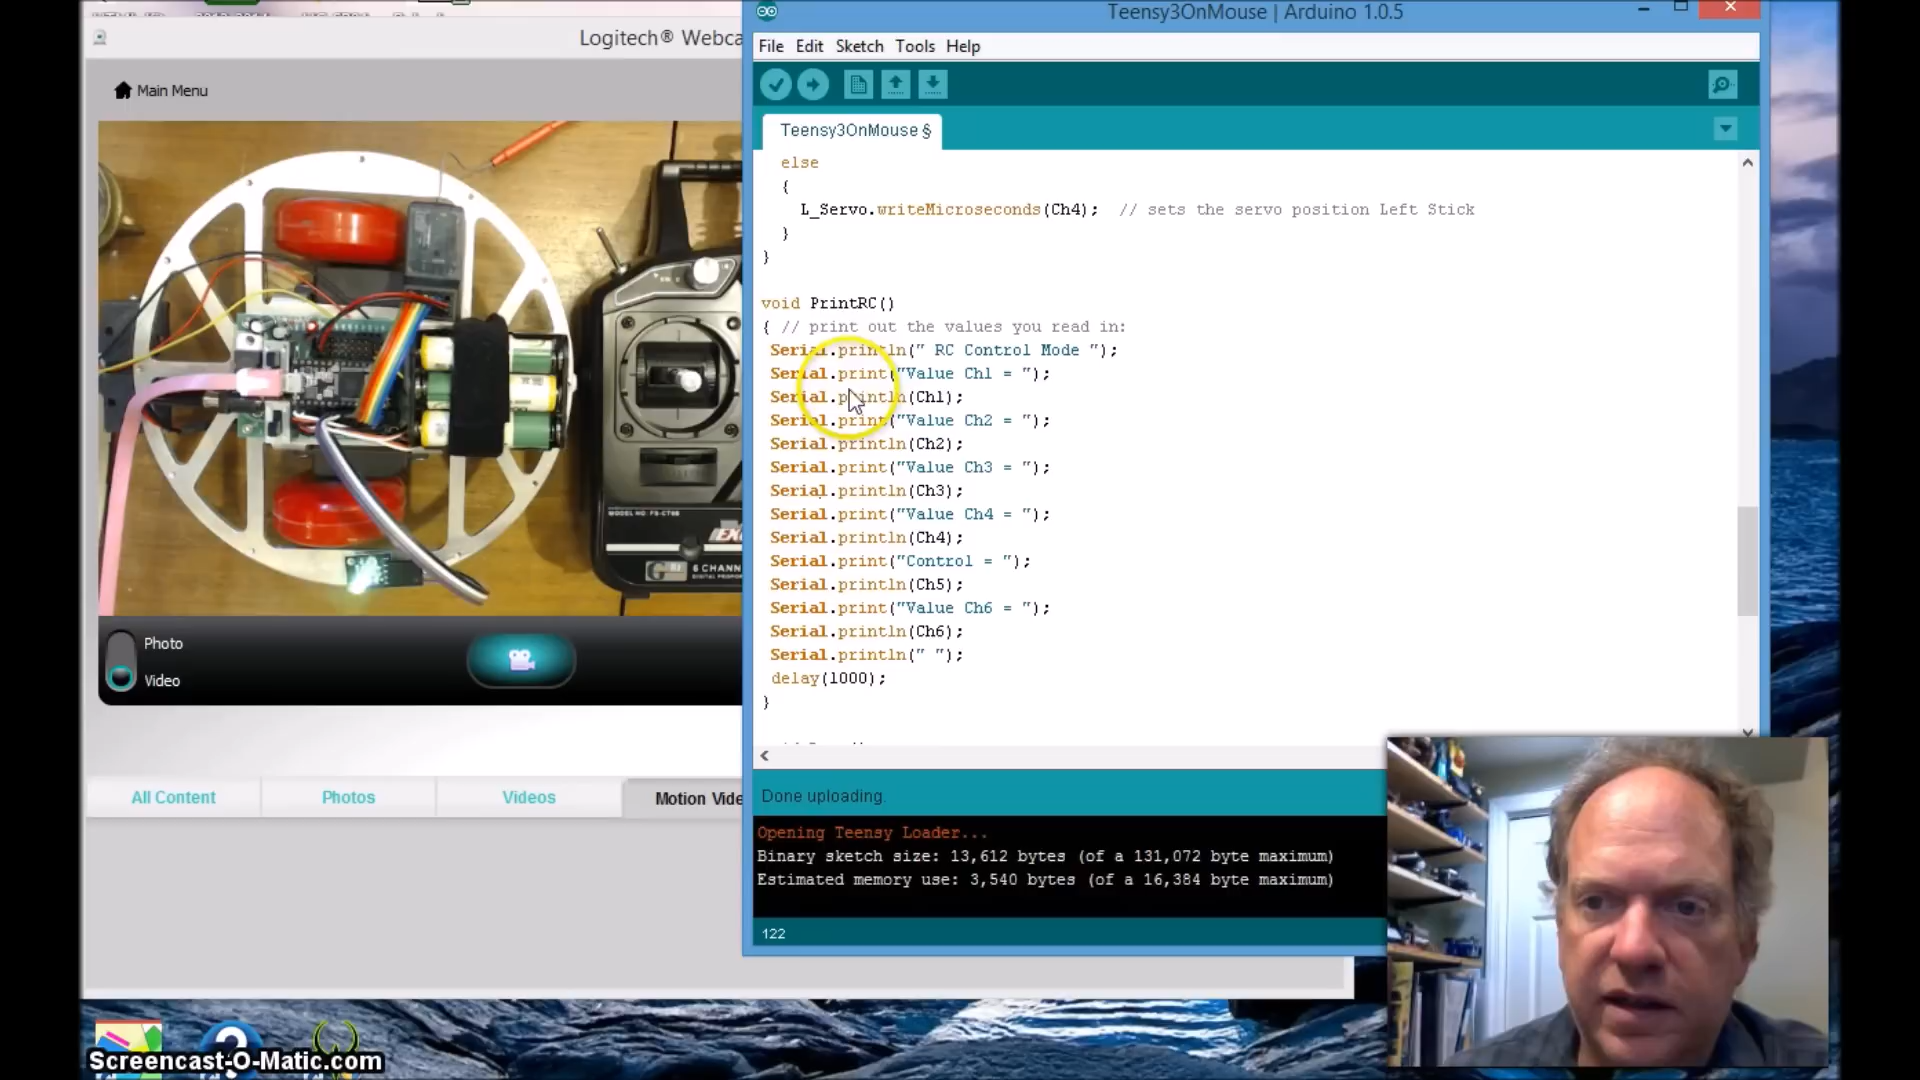 Logitech® Webca
Main Menu
Photo
Video
All Content
Photos
Videos
Motion Vide
MODEL NO: FS-CT6B
6 CHANN
Teensy3OnMouse | Arduino 1.0.5
File Edit Sketch Tools Help
Teensy3OnMouse §
else
{
L_Servo.writeMicroseconds(Ch4); // sets the servo position Left Stick
}
}
void PrintRC()
{ // print out the values you read in:
Serial.println(" RC Control Mode ");
Serial.print("Value Ch1 = ");
Serial.println(Ch1);
Serial.print("Value Ch2 = ");
Serial.println(Ch2);
Serial.print("Value Ch3 = ");
Serial.println(Ch3);
Serial.print("Value Ch4 = ");
Serial.println(Ch4);
Serial.print("Control = ");
Serial.println(Ch5);
Serial.print("Value Ch6 = ");
Serial.println(Ch6);
Serial.println(" ");
delay(1000);
}
Done uploading.
Opening Teensy Loader...
Binary sketch size: 13,612 bytes (of a 131,072 byte maximum)
Estimated memory use: 3,540 bytes (of a 16,384 byte maximum)
122
Screencast-O-Matic.com